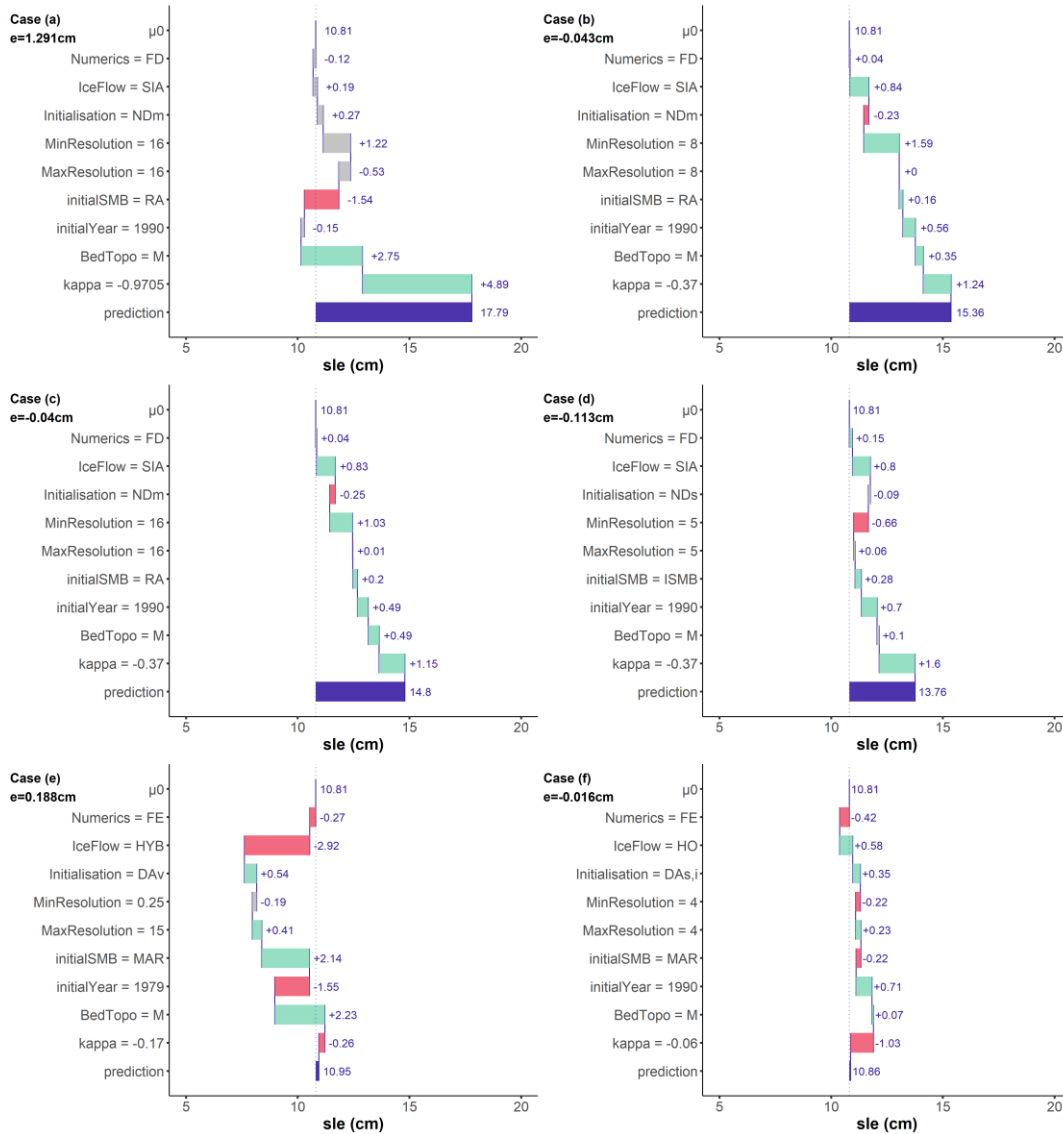 Case (a)
e=1.291cm
μ0
10.81
Numerics = FD
-0.12
IceFlow = SIA
+0.19
Initialisation = NDm
+0.27
MinResolution = 16
+1.22
MaxResolution = 16
-0.53
initialSMB = RA
-1.54
initialYear = 1990
-0.15
BedTopo = M
+2.75
kappa = -0.9705
+4.89
prediction
17.79
5
10
15
20
sle (cm)
Case (b)
e=-0.043cm
μ0
10.81
Numerics = FD
+0.04
IceFlow = SIA
+0.84
Initialisation = NDm
-0.23
MinResolution = 8
+1.59
MaxResolution = 8
+0
initialSMB = RA
+0.16
initialYear = 1990
+0.56
BedTopo = M
+0.35
kappa = -0.37
+1.24
prediction
15.36
5
10
15
20
sle (cm)
Case (c)
e=-0.04cm
μ0
10.81
Numerics = FD
+0.04
IceFlow = SIA
+0.83
Initialisation = NDm
-0.25
MinResolution = 16
+1.03
MaxResolution = 16
+0.01
initialSMB = RA
+0.2
initialYear = 1990
+0.49
BedTopo = M
+0.49
kappa = -0.37
+1.15
prediction
14.8
5
10
15
20
sle (cm)
Case (d)
e=-0.113cm
μ0
10.81
Numerics = FD
+0.15
IceFlow = SIA
+0.8
Initialisation = NDs
-0.09
MinResolution = 5
-0.66
MaxResolution = 5
+0.06
initialSMB = ISMB
+0.28
initialYear = 1990
+0.7
BedTopo = M
+0.1
kappa = -0.37
+1.6
prediction
13.76
5
10
15
20
sle (cm)
Case (e)
e=0.188cm
μ0
10.81
Numerics = FE
-0.27
IceFlow = HYB
-2.92
Initialisation = DAv
+0.54
MinResolution = 0.25
-0.19
MaxResolution = 15
+0.41
initialSMB = MAR
+2.14
initialYear = 1979
-1.55
BedTopo = M
+2.23
kappa = -0.17
-0.26
prediction
10.95
5
10
15
20
sle (cm)
Case (f)
e=-0.016cm
μ0
10.81
Numerics = FE
-0.42
IceFlow = HO
+0.58
Initialisation = DAs,i
+0.35
MinResolution = 4
-0.22
MaxResolution = 4
+0.23
initialSMB = MAR
-0.22
initialYear = 1990
+0.71
BedTopo = M
+0.07
kappa = -0.06
-1.03
prediction
10.86
5
10
15
20
sle (cm)